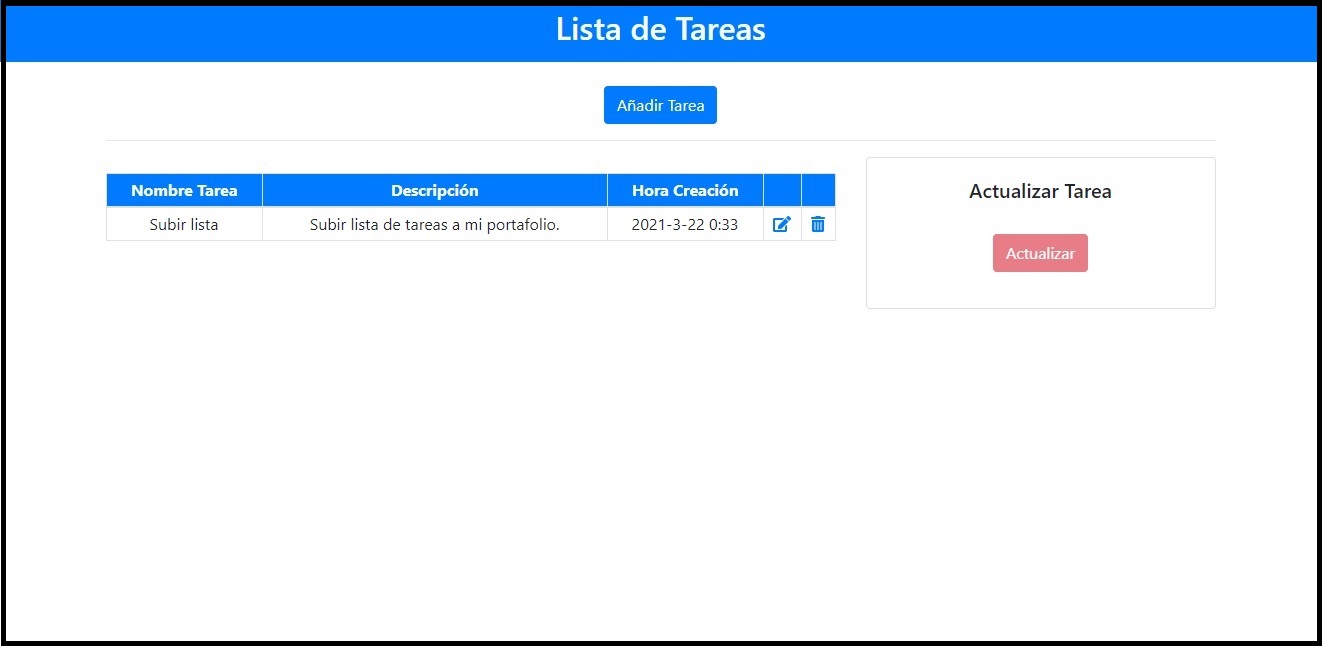 Lista de Tareas
Añadir Tarea
Nombre Tarea Descripción Hora Creación
Subir lista Subir lista de tareas a mi portafolio. 2021-3-22 0:33
Actualizar Tarea
Actualizar